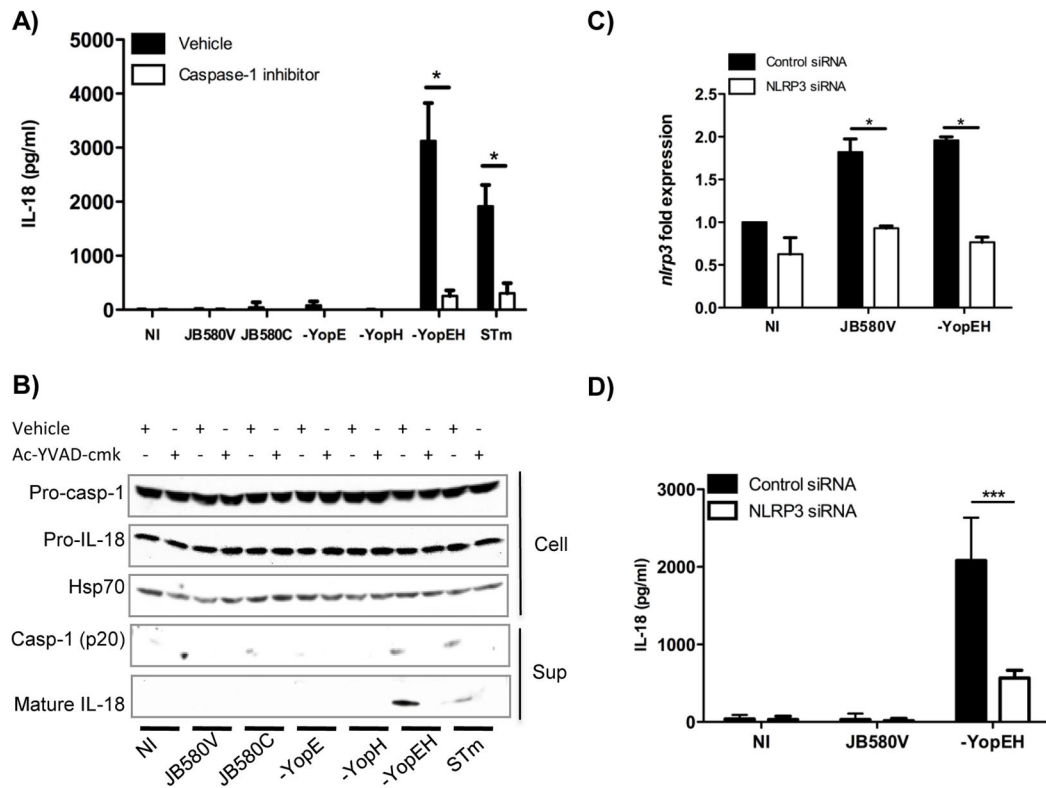 A)
5000
4000
3000
2000
1000
0
IL-18 (pg/ml)
Vehicle
Caspase-1 inhibitor
*
*
NI JB580V JB580C -YopE -YopH -YopEH STm
B)
Vehicle + - + - + - + - + - + - + -
Ac-YVAD-cmk - + - + - + - + - + - + - +
Pro-casp-1
Pro-IL-18
Hsp70
Cell
Casp-1 (p20)
Mature IL-18
Sup
NI JB580V JB580C -YopE -YopH -YopEH STm
C)
Control siRNA
NLRP3 siRNA
2.5
2.0
1.5
1.0
0.5
0.0
nlrp3 fold expression
* *
NI JB580V -YopEH
D)
Control siRNA
NLRP3 siRNA
3000
2000
1000
0
IL-18 (pg/ml)
***
NI JB580V -YopEH